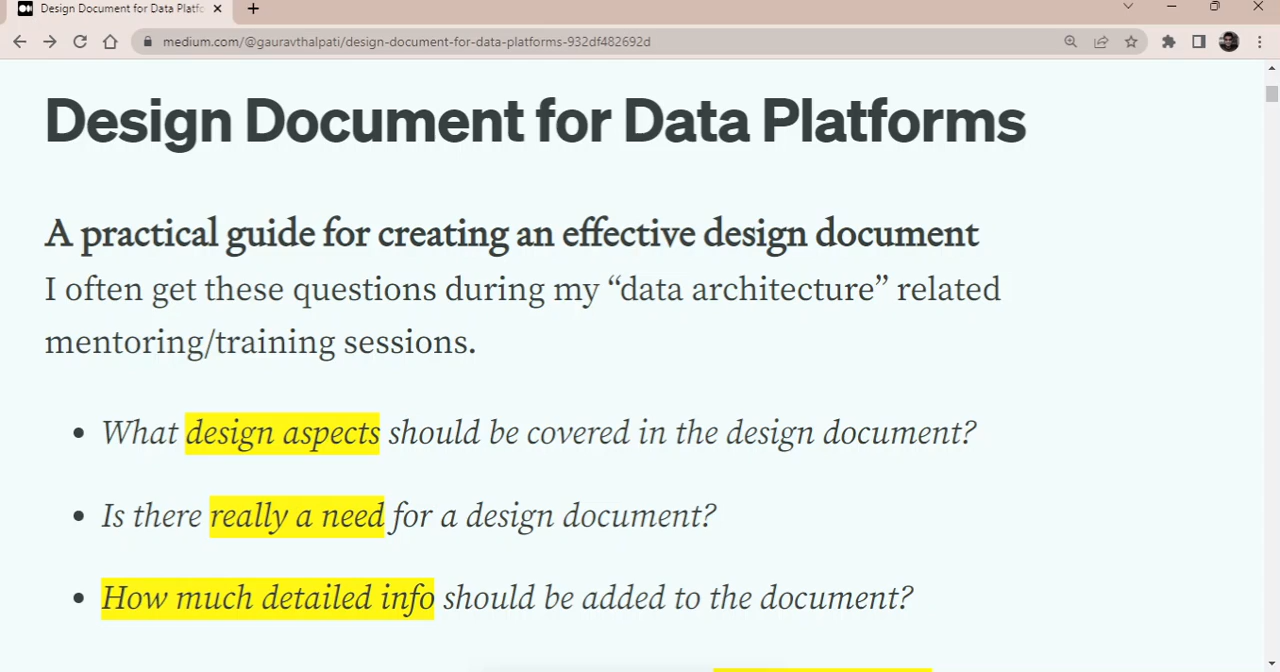 Design Document for Data Platfo
medium.com/@gauravthalpati/design-document-for-data-platforms-932df482692d
Design Document for Data Platforms
A practical guide for creating an effective design document
I often get these questions during my “data architecture” related
mentoring/training sessions.
• What design aspects should be covered in the design document?
• Is there really a need for a design document?
• How much detailed info should be added to the document?